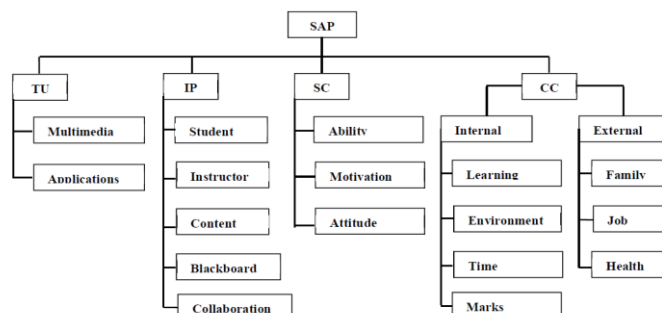 SAP
TU
IP
SC
CC
Multimedia
Applications
Student
Instructor
Content
Blackboard
Collaboration
Ability
Motivation
Attitude
Internal
Learning
Environment
Time
Marks
External
Family
Job
Health